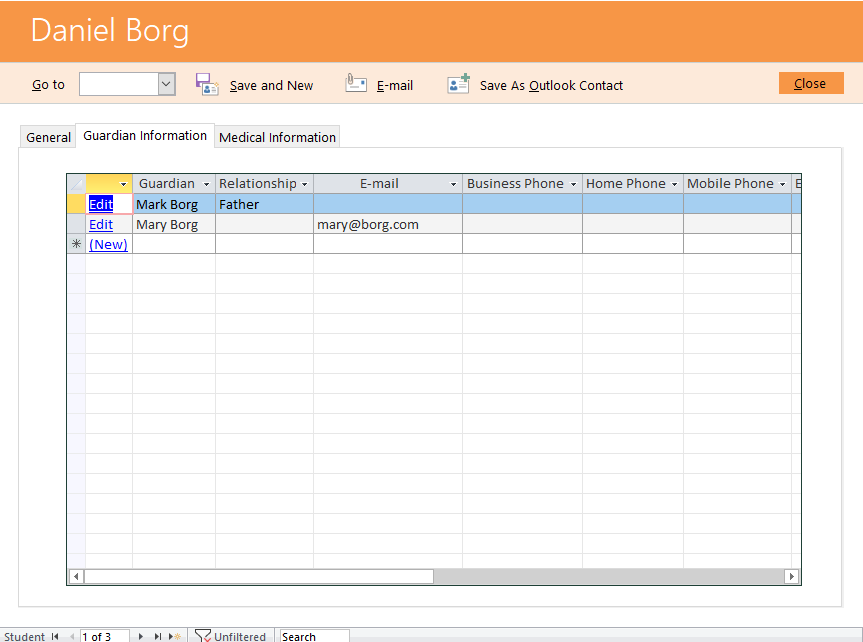 Daniel Borg
Go to Save and New E-mail Save As Outlook Contact Close
General Guardian Information Medical Information
Guardian Relationship E-mail Business Phone Home Phone Mobile Phone E
Edit Mark Borg Father
Edit Mary Borg mary@borg.com
(New)
Student 1 of 3 Unfiltered Search